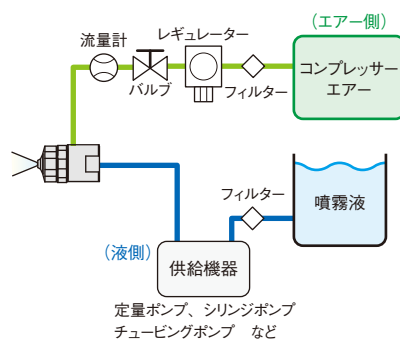 （エアー側）
流量計
レギュレーター
バルブ
フィルター
コンプレッサー
エアー
フィルター
噴霧液
（液側）
供給機器
定量ポンプ、シリンジポンプ
チュービングポンプ など